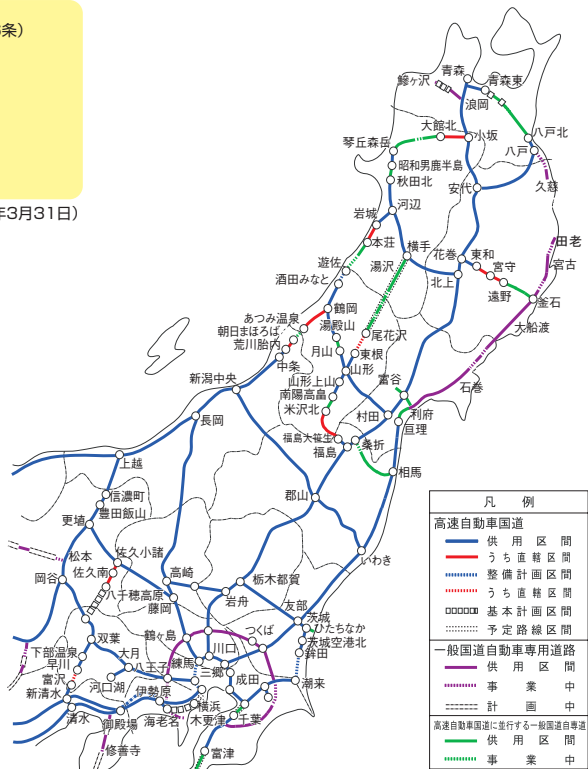 条）
年3月31日）
青森
青森東
鰺ヶ沢
浪岡
大館北
小坂
八戸北
八戸
琴丘森岳
昭和男鹿半島
秋田北
安代
久慈
河辺
岩城
本荘
横手
花巻
東和
宮守
田老
宮古
遊佐
湯沢
北上
遠野
釜石
酒田みなと
大船渡
鶴岡
あつみ温泉
朝日まほろば
湯殿山
尾花沢
荒川胎内
月山
東根
中条
山形
石巻
新潟中央
山形上山
富谷
南陽高畠
利府
米沢北
村田
亘理
長岡
福島大笹生
桑折
福島
相馬
上越
信濃町
郡山
豊田飯山
更埴
いわき
松本
佐久小諸
高崎
栃木都賀
岡谷
佐久南
八千穂高原
藤岡
岩舟
友部
茨城
ひたちなか
双葉
鶴ヶ島
つくば
茨城空港北
下部温泉
大月
川口
鉾田
早川
八王子
練馬
三郷
富沢
河口湖
成田
潮来
新清水
伊勢原
横浜
清水
御殿場
海老名
木更津
千葉
修善寺
富津
凡例
高速自動車国道
供用区間
うち直轄区間
整備計画区間
うち直轄区間
基本計画区間
予定路線区間
一般国道自動車専用道路
供用区間
事業中
計画中
高速自動車国道に並行する一般国道自専道
供用区間
事業中